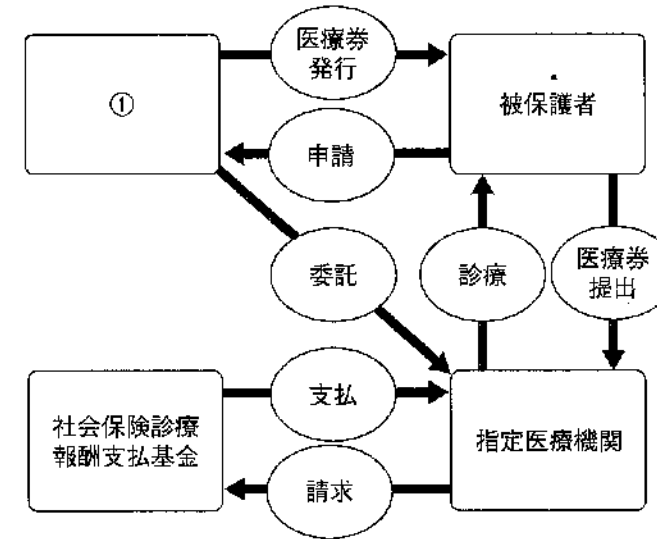 医療券
発行
①
被保護者
申請
委託
診療
医療券
提出
支払
社会保険診療
報酬支払基金
指定医療機関
請求